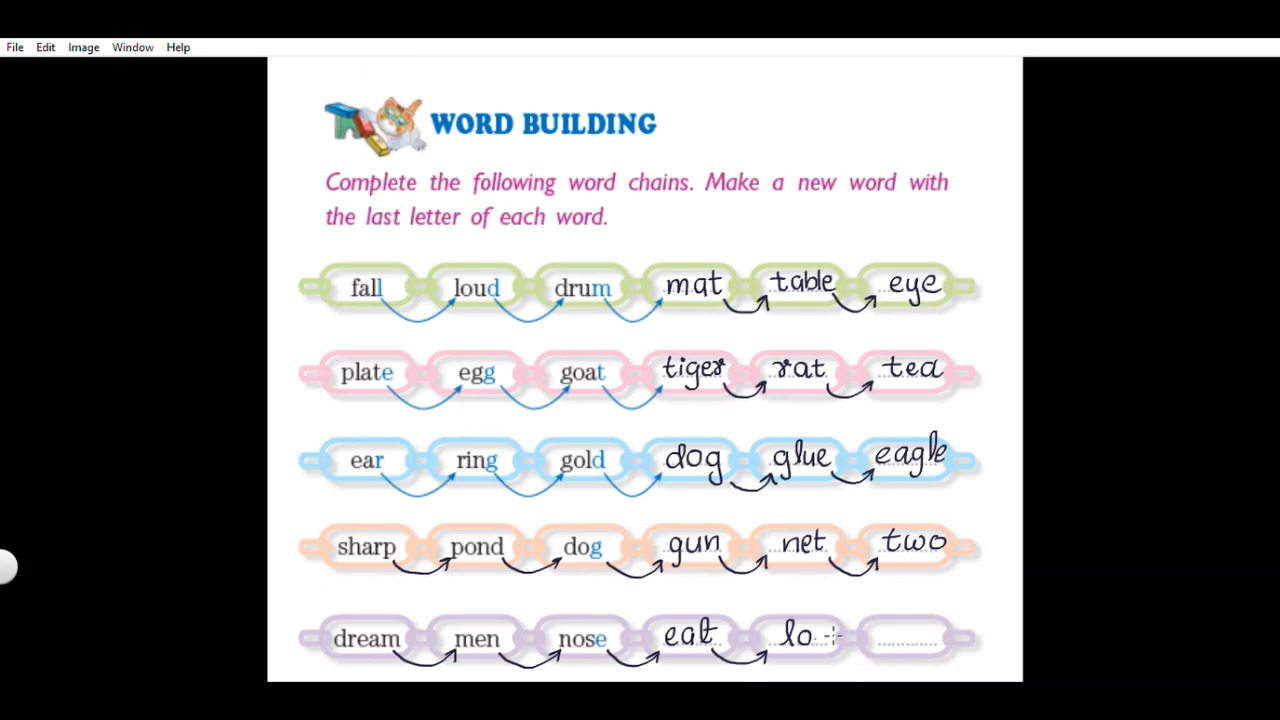 File Edit Image Window Help
WORD BUILDING
Complete the following word chains. Make a new word with
the last letter of each word.
fall loud drum mat table eye
plate egg goat tiger rat tea
ear ring gold dog glue eagle
sharp pond dog gun net two
dream men nose eat to